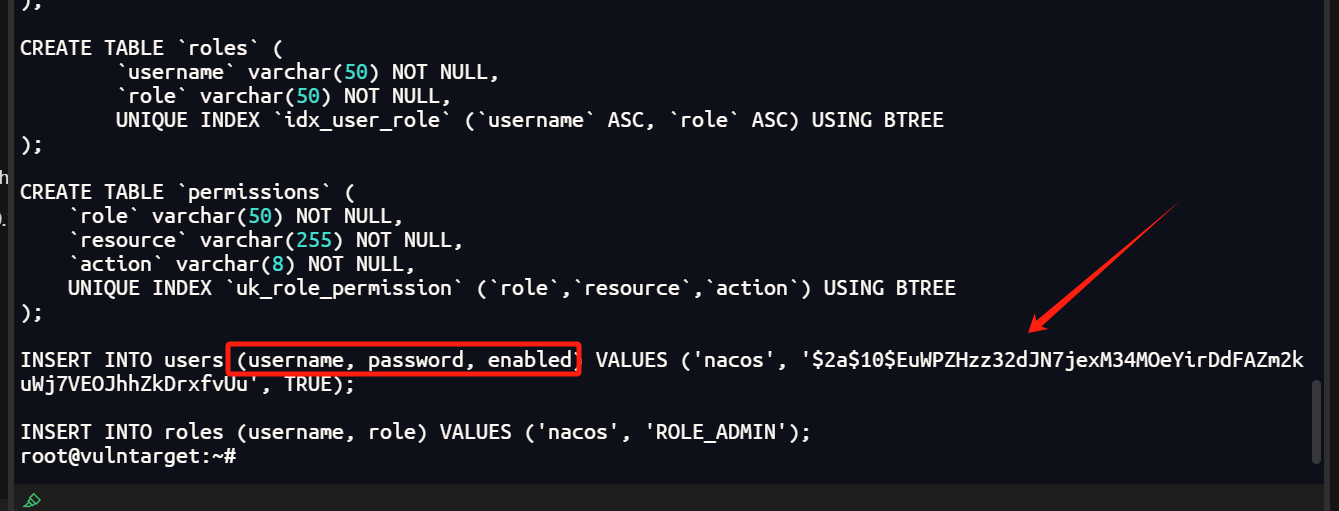 );
CREATE TABLE `roles` (
`username` varchar(50) NOT NULL,
`role` varchar(50) NOT NULL,
UNIQUE INDEX `idx_user_role` (`username` ASC, `role` ASC) USING BTREE
);
CREATE TABLE `permissions` (
`role` varchar(50) NOT NULL,
`resource` varchar(255) NOT NULL,
`action` varchar(8) NOT NULL,
UNIQUE INDEX `uk_role_permission` (`role`,`resource`,`action`) USING BTREE
);
INSERT INTO users (username, password, enabled) VALUES ('nacos', '$2a$10$EuWPZHzz32dJN7jexM34MOeYirDdFAZm2k
uWj7VEOJhhZkDrxfvUu', TRUE);
INSERT INTO roles (username, role) VALUES ('nacos', 'ROLE_ADMIN');
root@vulntarget:~#